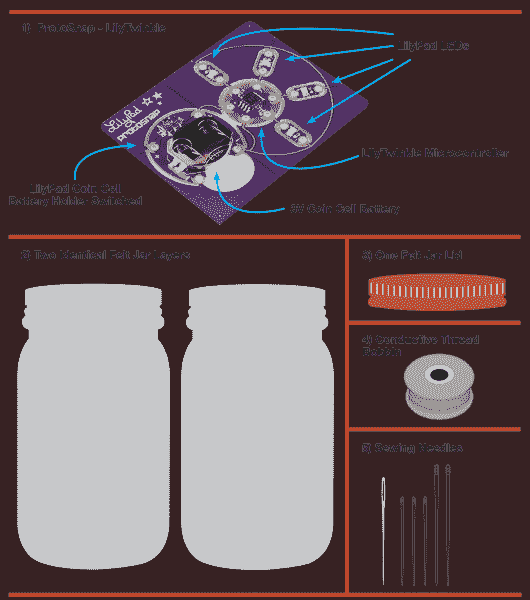 1) ProtoSnap - LilyTwinkle
LilyPad LEDs
LilyTwinkle Microcontroller
LilyPad Coin Cell
Battery Holder Switched
3V Coin Cell Battery
protosnap
2) Two Identical Felt Jar Layers
3) One Felt Jar Lid
4) Conductive Thread
Bobbin
5) Sewing Needles